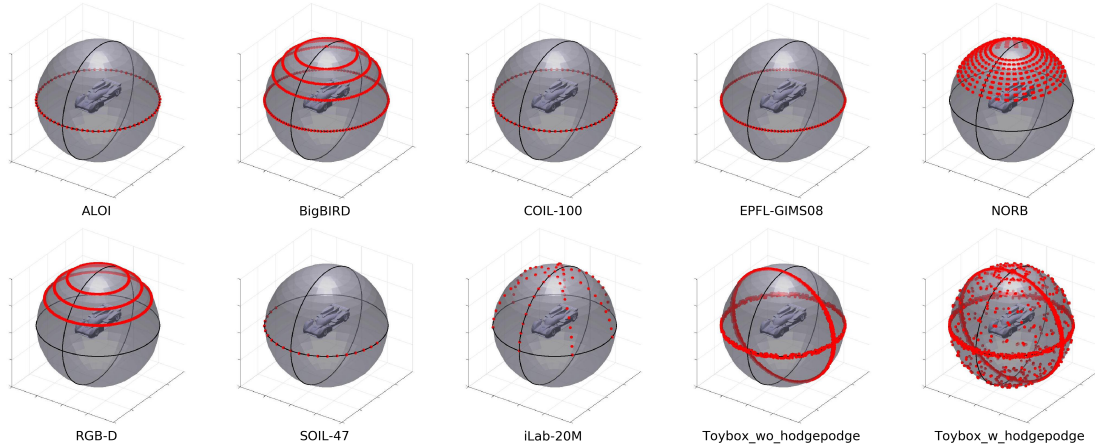 ALOI
BigBIRD
COIL-100
EPFL-GIMS08
NORB
RGB-D
SOIL-47
iLab-20M
Toybox_wo_hodgepodge
Toybox_w_hodgepodge